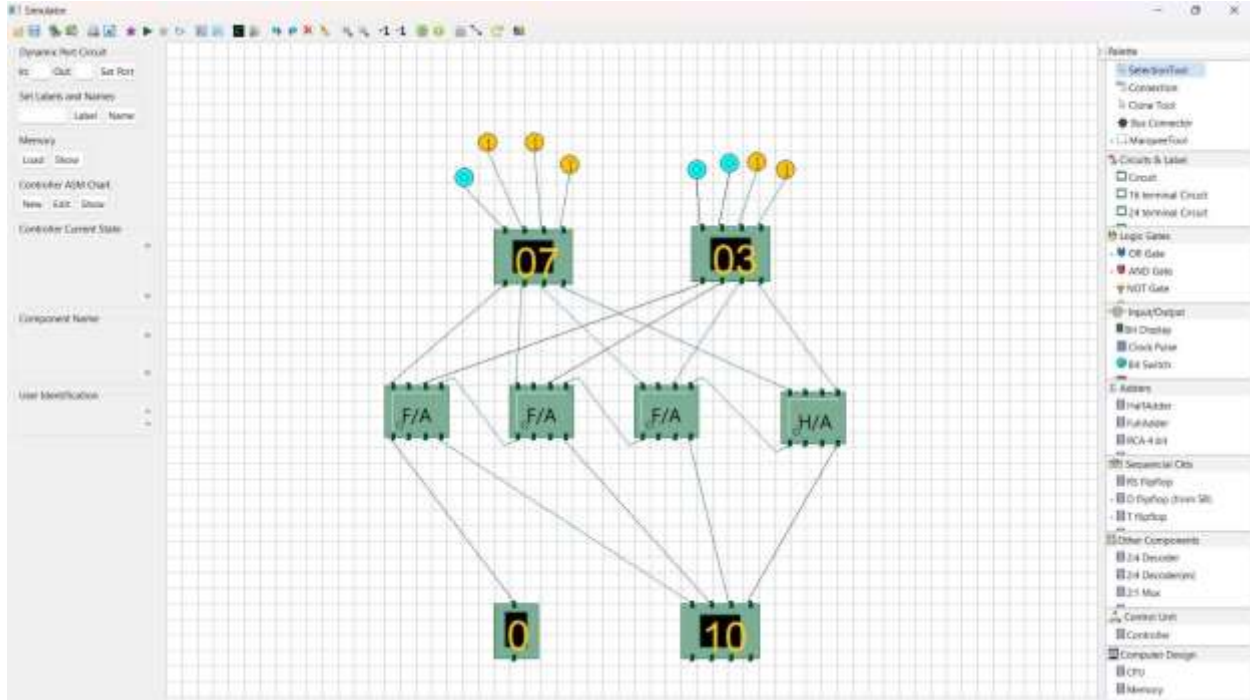 Simulator
-1 -1
Dynamic Port Circuit
In: Out: Set Port
Set Labels and Names
Label Name
Memory
Load Show
Controller ASM Chart
New Edit Show
Controller Current State
Component Name
User Identification
07
03
F/A
F/A
F/A
H/A
0
10
Palette
SelectionTool
Connection
Clone Tool
Bus Connector
MarqueeTool
Circuits & Label
Circuit
16 terminal Circuit
24 terminal Circuit
Logic Gates
OR Gate
AND Gate
NOT Gate
Input/Output
Bit Display
Clock Pulse
Bit Switch
Adders
HalfAdder
FullAdder
RCA-4 bit
Sequencial Ckts
RS flipflop
D flipflop (from SR)
T flipflop
Other Components
2:4 Decoder
2:1 Mux
Control Unit
Controller
Computer Design
CPU
Memory